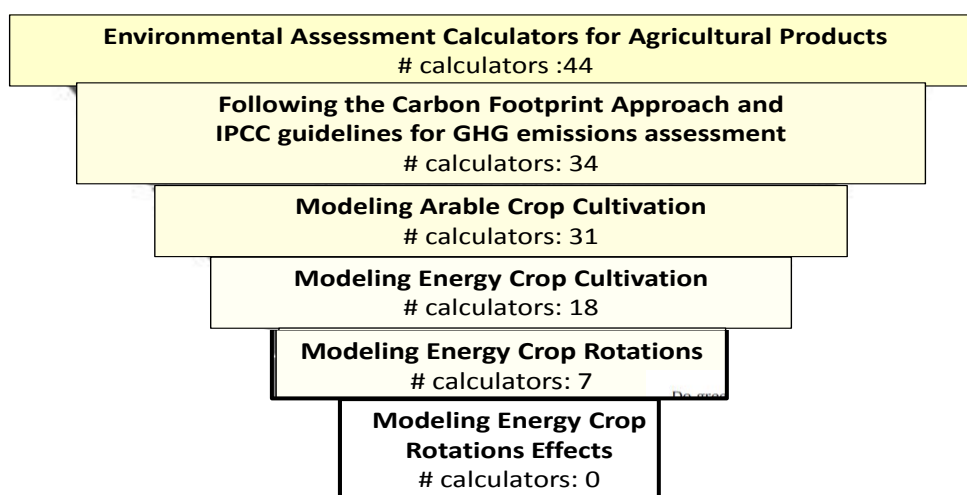 Environmental Assessment Calculators for Agricultural Products
# calculators :44
Following the Carbon Footprint Approach and
IPCC guidelines for GHG emissions assessment
# calculators: 34
Modeling Arable Crop Cultivation
# calculators: 31
Modeling Energy Crop Cultivation
# calculators: 18
Modeling Energy Crop Rotations
# calculators: 7
Modeling Energy Crop
Rotations Effects
# calculators: 0